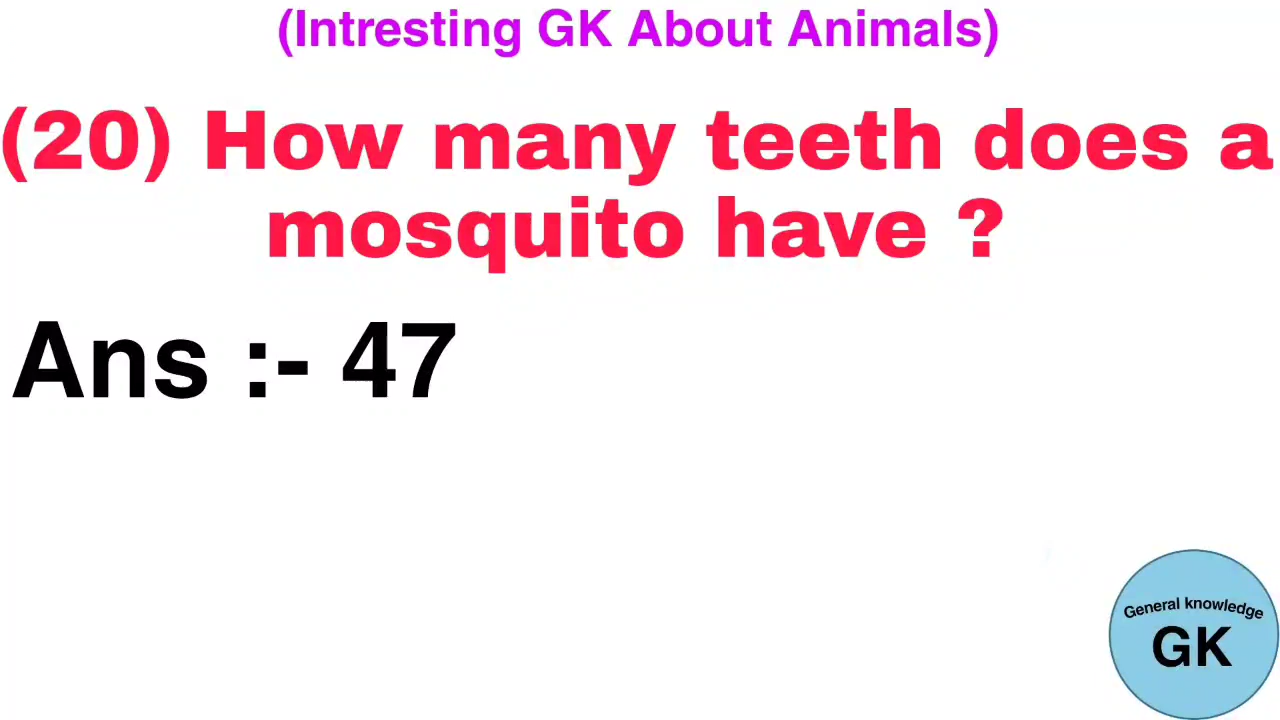 (Intresting GK About Animals)
(20) How many teeth does a
mosquito have ?
Ans :- 47
General knowledge
GK